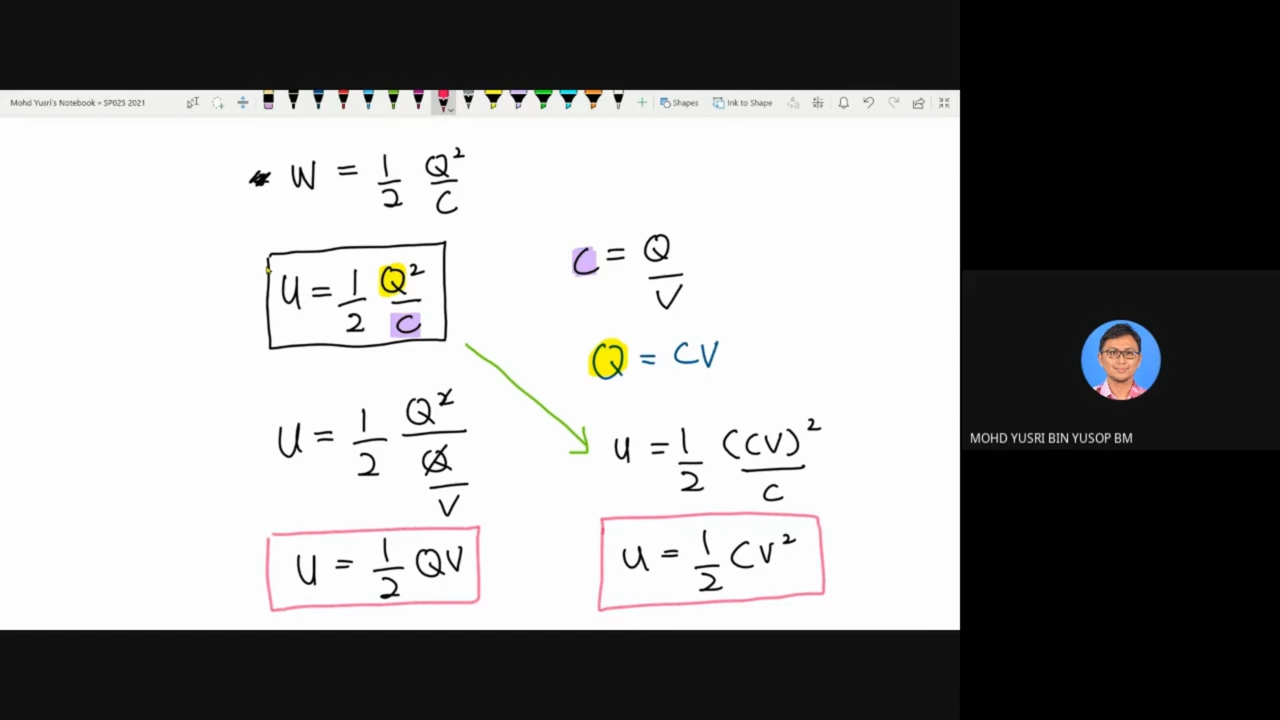 Mohd Yusri's Notebook » SP025 2021
Shapes
Ink to Shape
W = 1/2 Q²/C
U = 1/2 Q²/C
C = Q/V
Q = CV
U = 1/2 Q²/(Q/V)
U = 1/2 (CV)²/C
U = 1/2 QV
U = 1/2 CV²
MOHD YUSRI BIN YUSOP BM